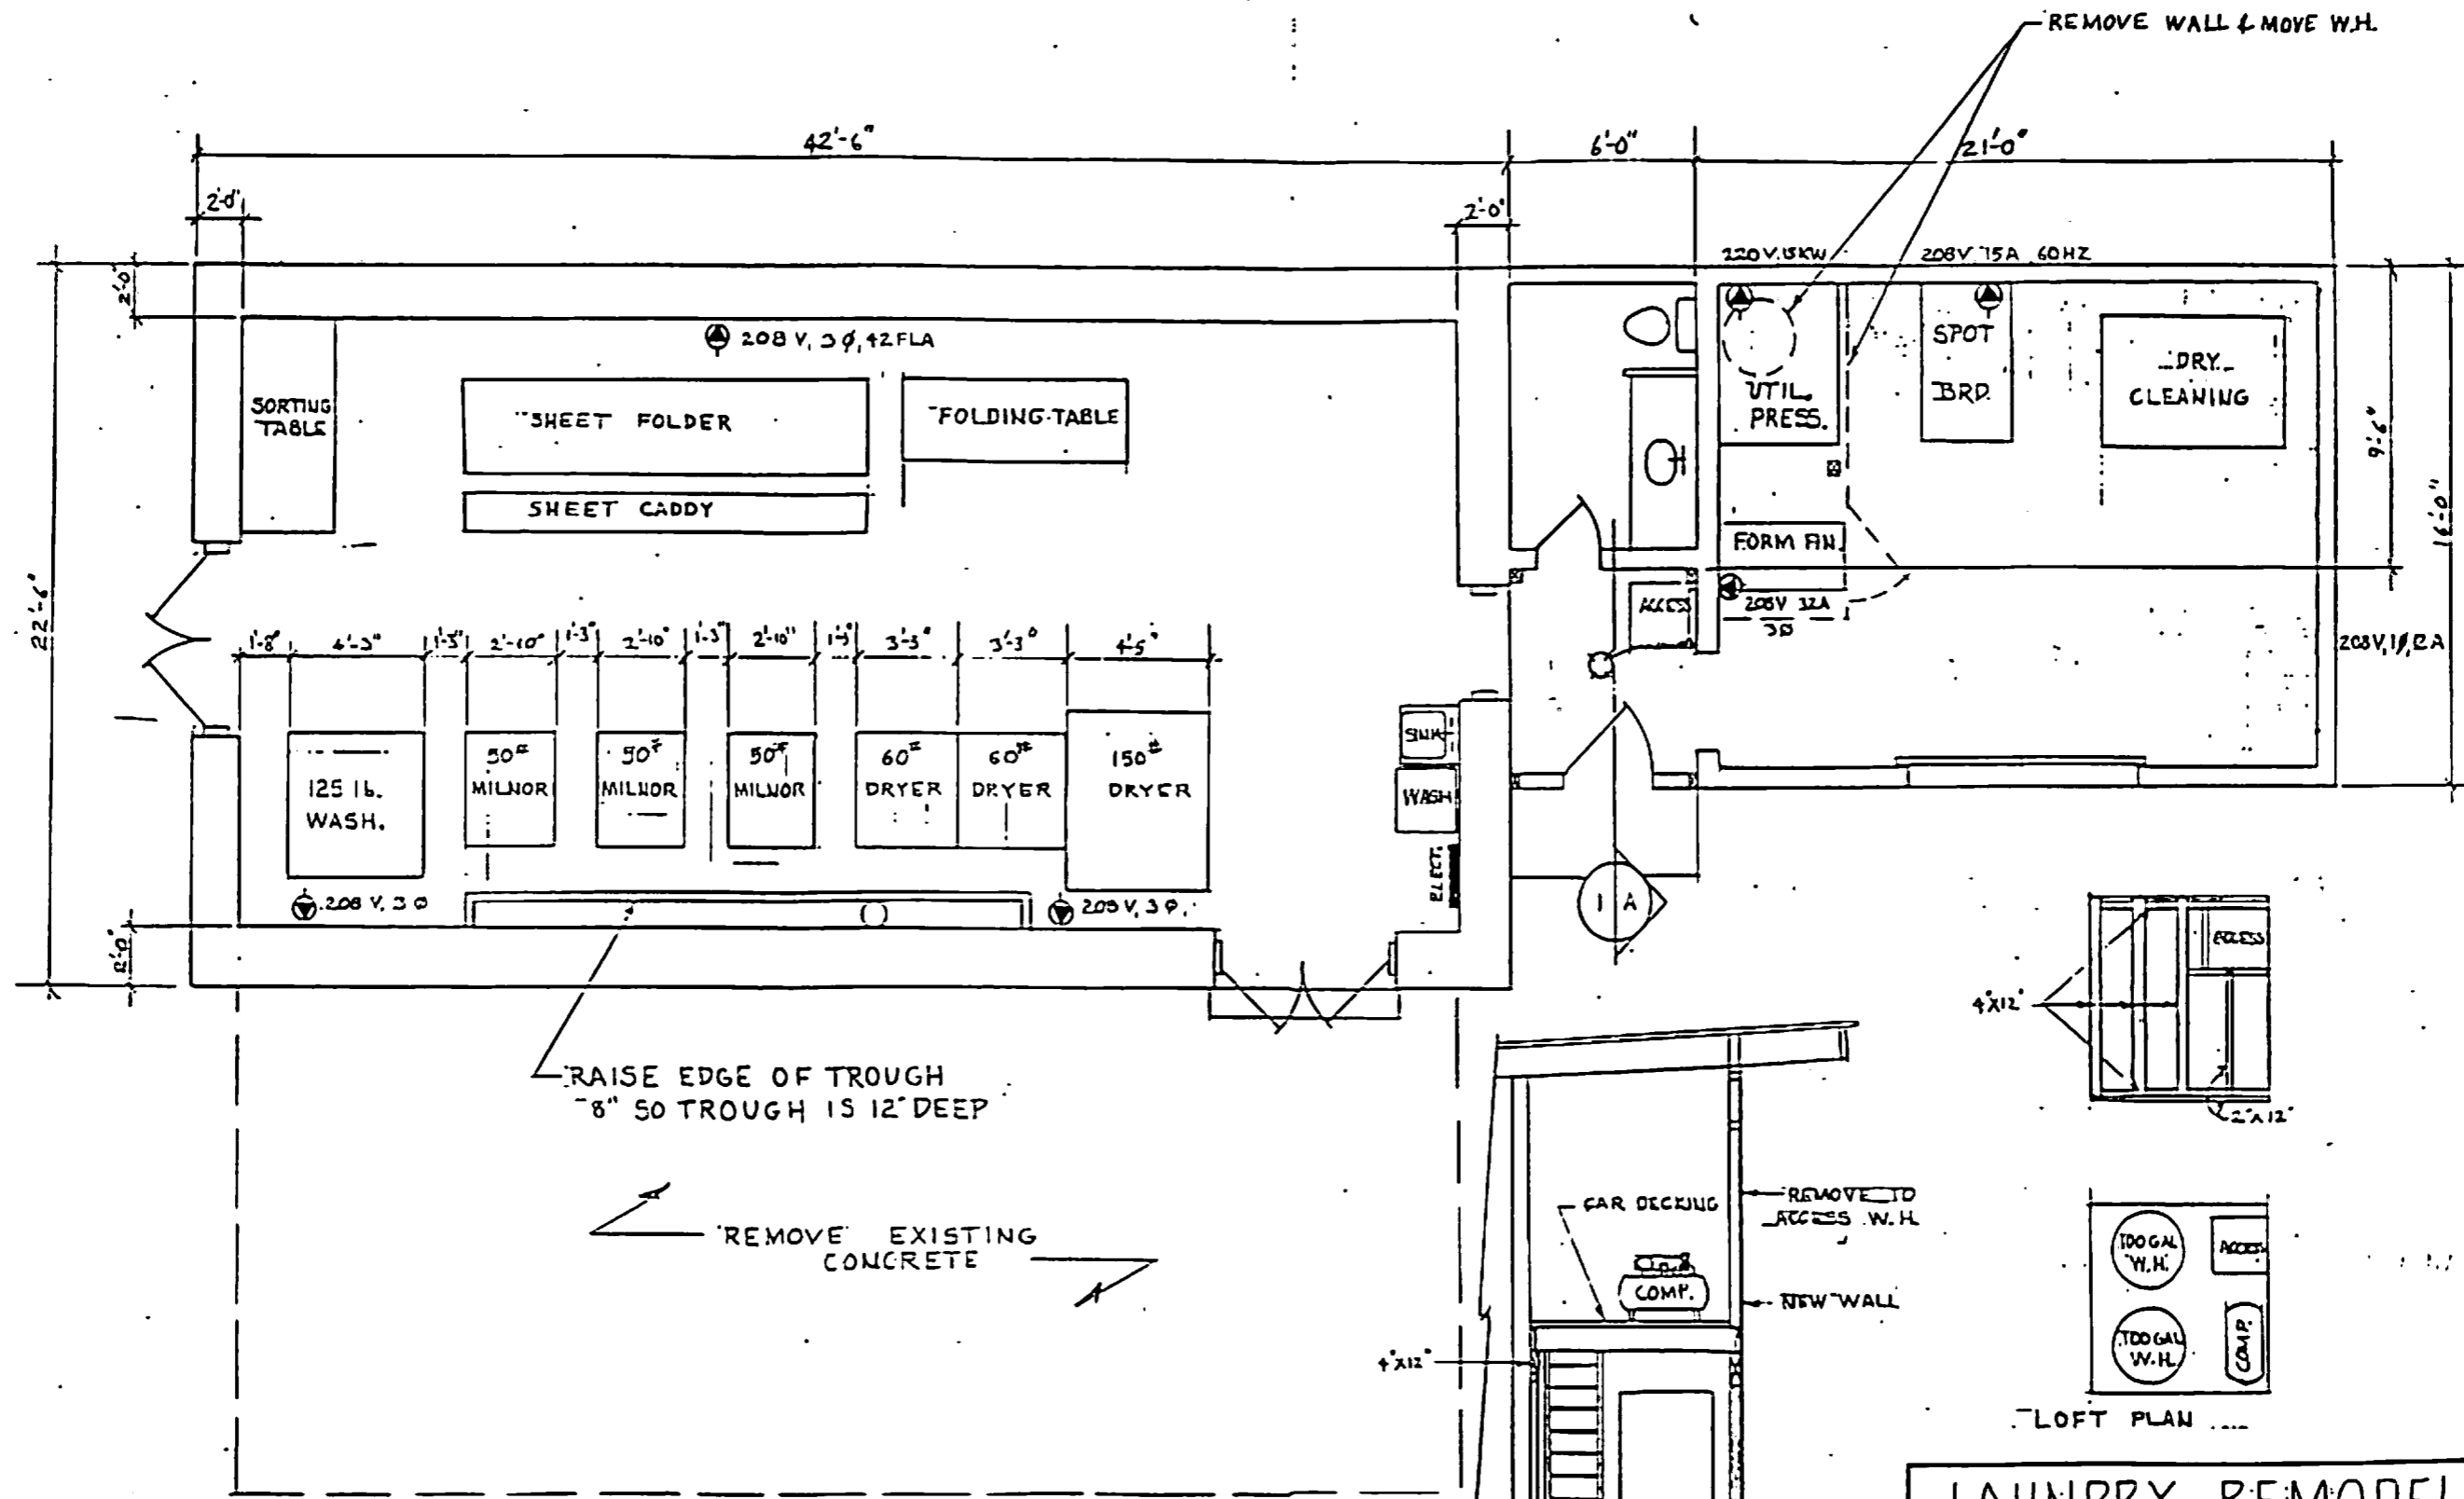 REMOVE WALL & MOVE W.H.
42'-6"
6'-0"
21'-0"
2'-0"
2'-0"
220 V. 15KW
208V 75A 60HZ
2'-0"
208 V, 3 Ø, 42 FLA
SORTING
TABLE
SHEET FOLDER
FOLDING TABLE
SHEET CADDY
UTIL.
PRESS.
SPOT
BRD.
DRY
CLEANING
9'-6"
16'-0"
22'-6"
FORM FIN.
ACCESS
208V 32A
3Ø
208V, 1Ø, 12A
1'-8"
4'-3"
1'-3"
2'-10"
1'-3"
2'-10"
1'-3"
2'-10"
1'-3"
3'-3"
3'-3"
4'-5"
125 lb.
WASH.
50#
MILNOR
50#
MILNOR
50#
MILNOR
60#
DRYER
60#
DRYER
150#
DRYER
SINK
WASH
ELECT.
208 V, 3 Ø
208 V, 3 Ø
2'-0"
1 A
RAISE EDGE OF TROUGH
8" SO TROUGH IS 12" DEEP
REMOVE EXISTING
CONCRETE
ACCESS
4"X12"
2"X12"
CAR DECKING
REMOVE TO
ACCESS W.H.
COMP.
NEW WALL
4"X12"
100 GAL
W.H.
ACCESS
100 GAL
W.H.
COMP.
LOFT PLAN
LAUNDRY REMODEL